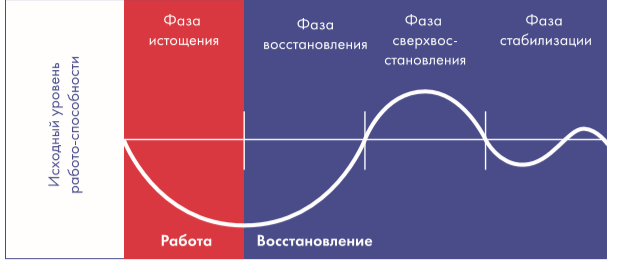 Исходный уровень
работо-способности
Фаза
истощения
Фаза
восстановления
Фаза
сверхвос-
становления
Фаза
стабилизации
Работа
Восстановление